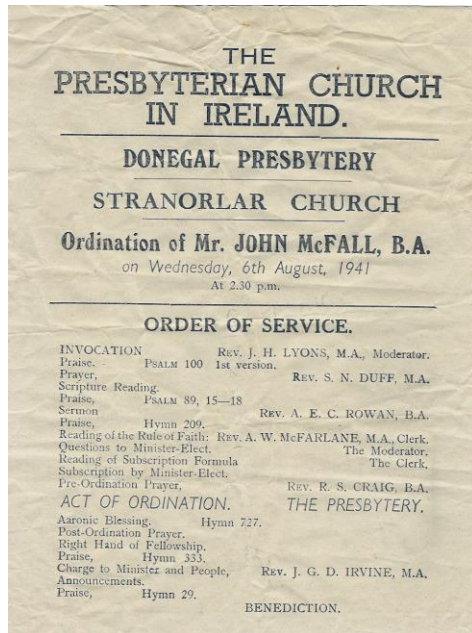 THE
PRESBYTERIAN CHURCH
IN IRELAND.
DONEGAL PRESBYTERY
STRANORLAR CHURCH
Ordination of Mr. JOHN McFALL, B.A.
on Wednesday, 6th August, 1941
At 2.30 p.m.
ORDER OF SERVICE.
INVOCATION REV. J. H. LYONS, M.A., Moderator.
Praise. PSALM 100 1st version.
Prayer, REV. S. N. DUFF, M.A.
Scripture Reading.
Praise, PSALM 89, 15—18
Sermon REV. A. E. C. ROWAN, B.A.
Praise, Hymn 209.
Reading of the Rule of Faith: REV. A. W. McFARLANE, M.A., Clerk.
Questions to Minister-Elect. The Moderator.
Reading of Subscription Formula The Clerk,
Subscription by Minister-Elect.
Pre-Ordination Prayer, REV. R. S. CRAIG, B.A.
ACT OF ORDINATION. THE PRESBYTERY.
Aaronic Blessing. Hymn 727.
Post-Ordination Prayer.
Right Hand of Fellowship.
Praise, Hymn 333.
Charge to Minister and People, REV. J. G. D. IRVINE, M.A.
Announcements.
Praise, Hymn 29.
BENEDICTION.